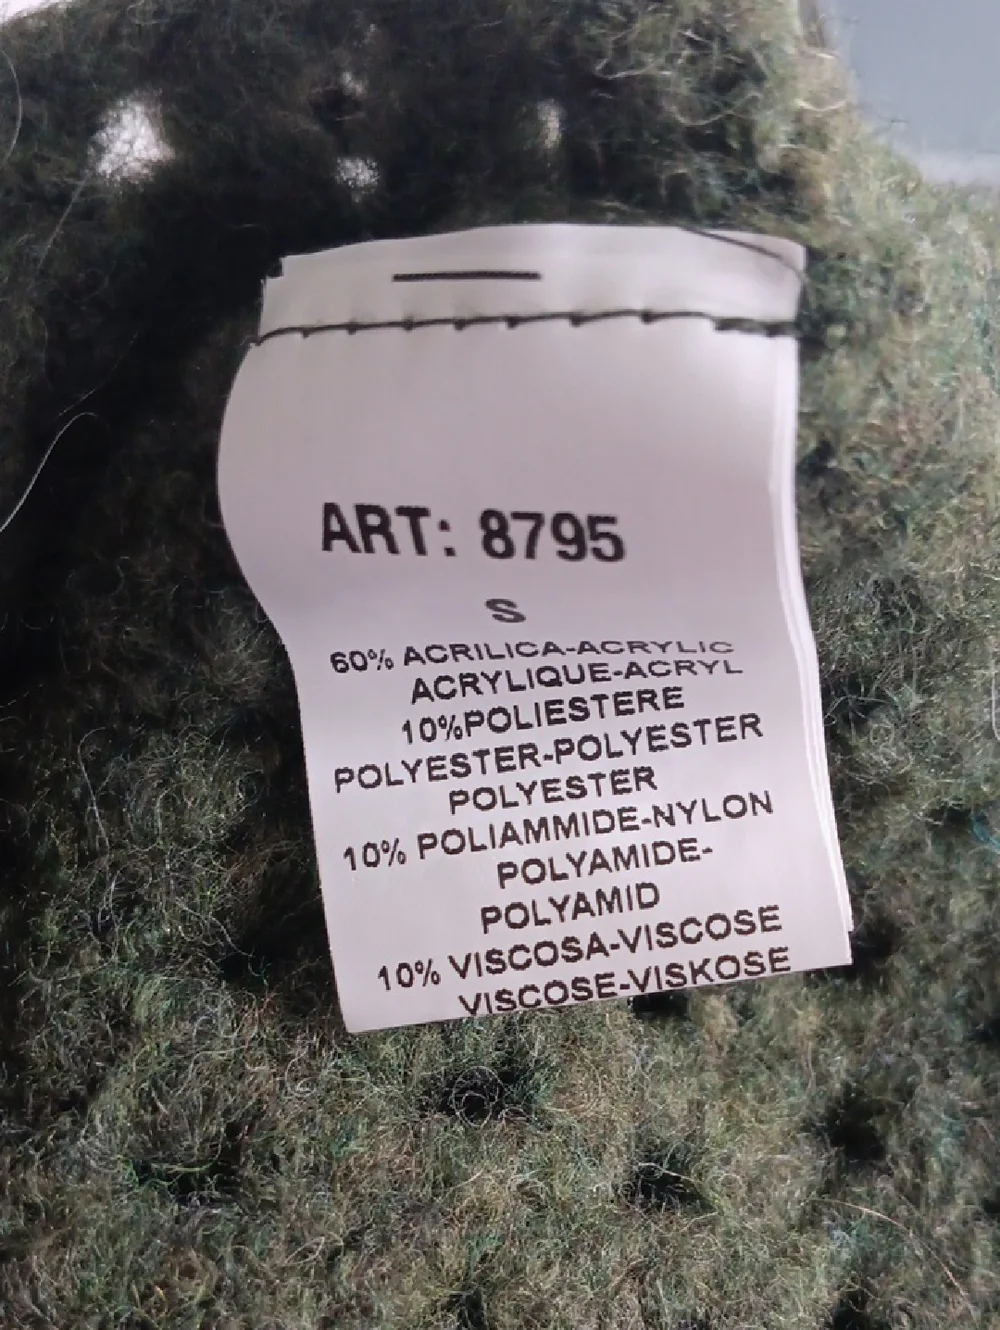 ART: 8795
S
60% ACRILICA-ACRYLIC
ACRYLIQUE-ACRYL
10%POLIESTERE
POLYESTER-POLYESTER
POLYESTER
10% POLIAMMIDE-NYLON
POLYAMIDE-
POLYAMID
10% VISCOSA-VISCOSE
VISCOSE-VISKOSE